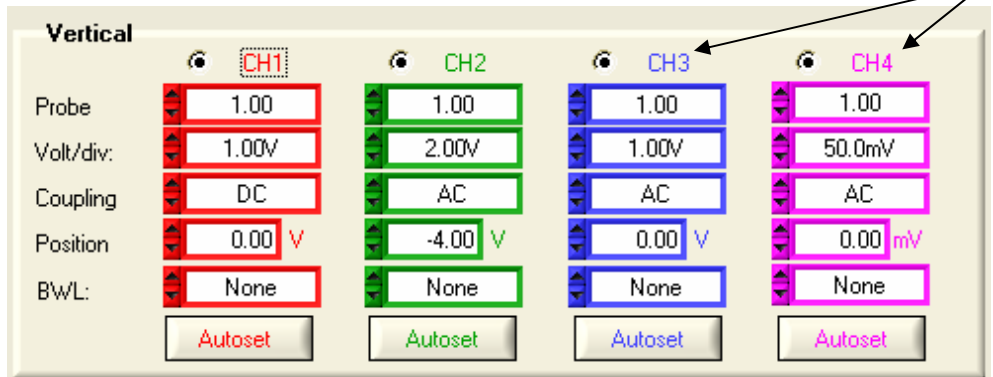 Vertical
CH1 CH2 CH3 CH4
Probe 1.00 1.00 1.00 1.00
Volt/div: 1.00V 2.00V 1.00V 50.0mV
Coupling DC AC AC AC
Position 0.00 V -4.00 V 0.00 V 0.00 mV
BWL: None None None None
Autoset Autoset Autoset Autoset